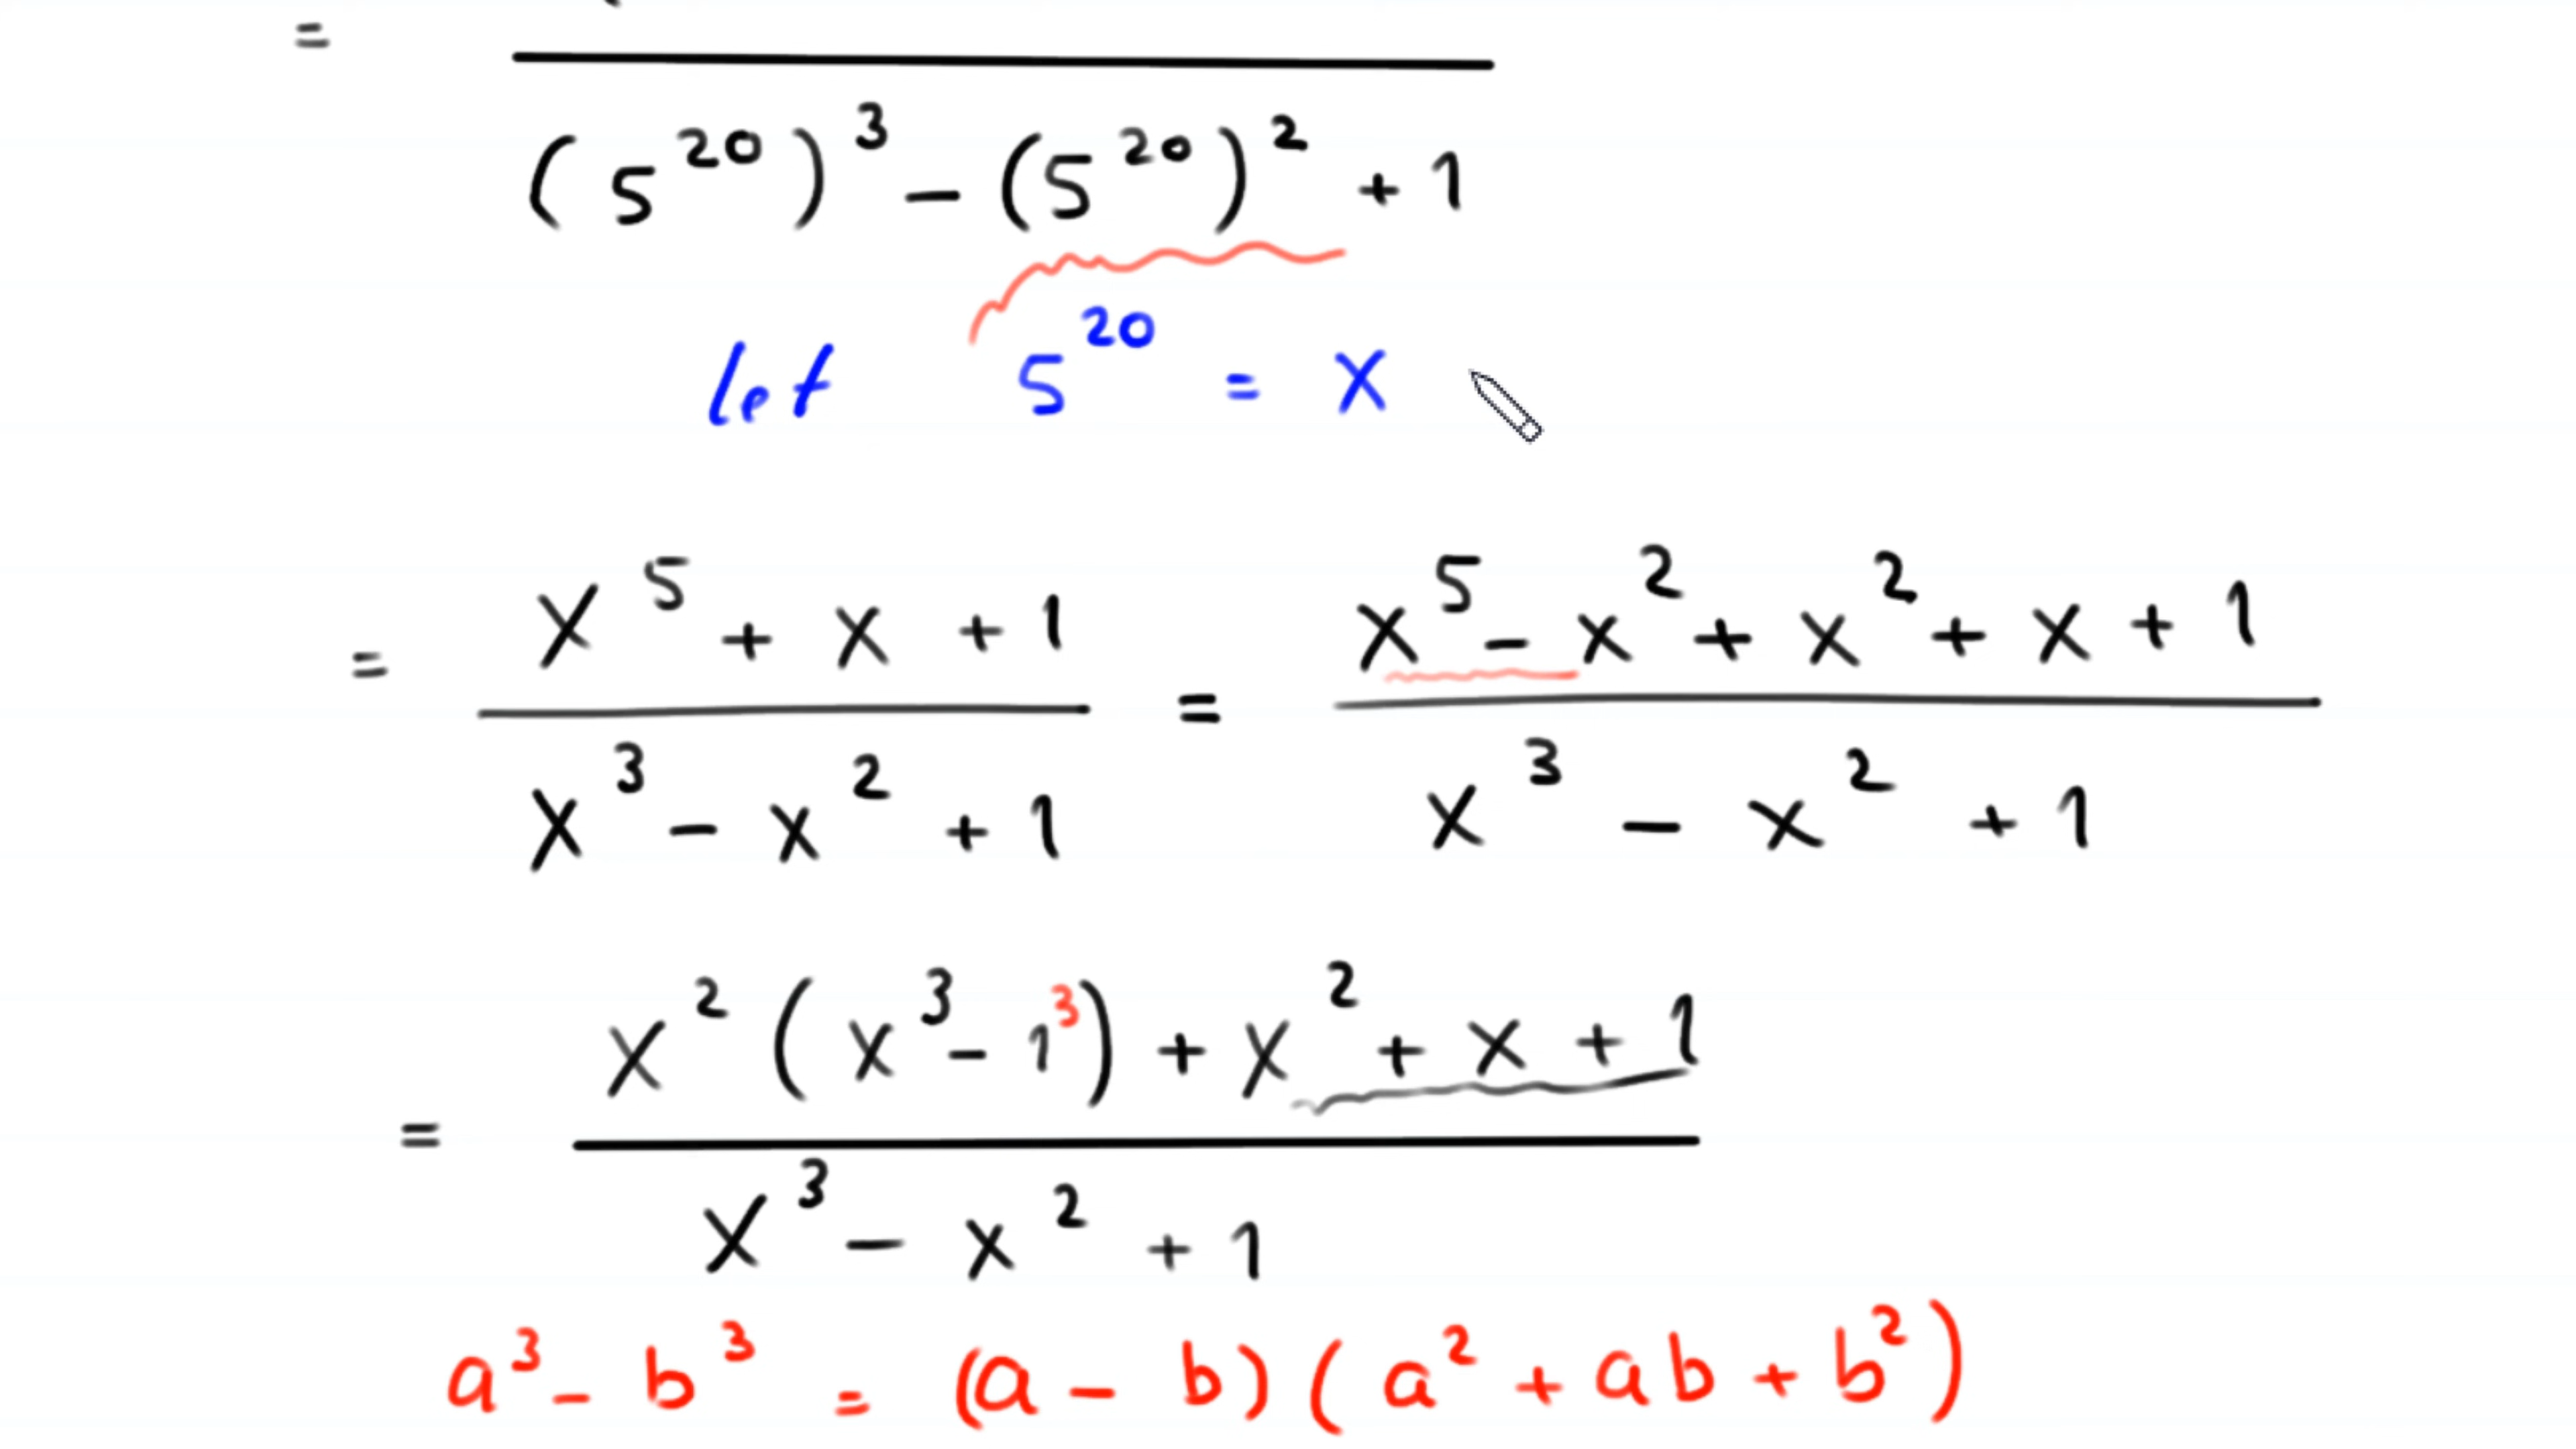 =
(5^20)^3 - (5^20)^2 + 1
let 5^20 = x
= (x^5 + x + 1) / (x^3 - x^2 + 1) = (x^5 - x^2 + x^2 + x + 1) / (x^3 - x^2 + 1)
= (x^2 (x^3 - 1^3) + x^2 + x + 1) / (x^3 - x^2 + 1)
a^3 - b^3 = (a - b)(a^2 + ab + b^2)